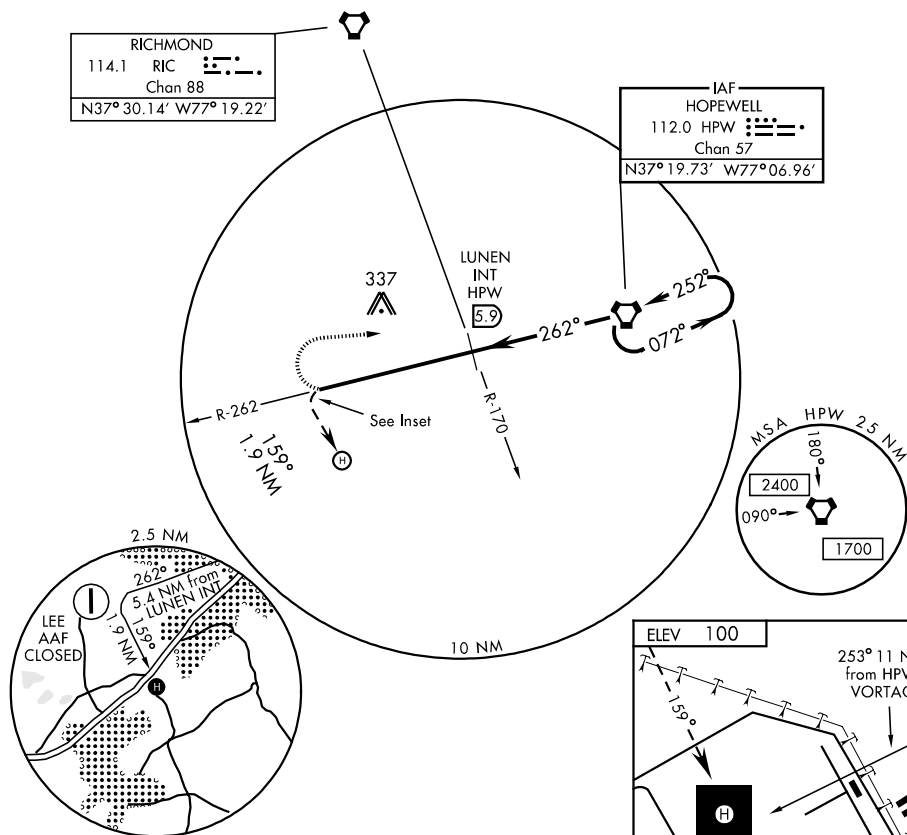 RICHMOND
114.1 RIC
Chan 88
N37° 30.14' W77° 19.22'
IAF
HOPEWELL
112.0 HPW
Chan 57
N37° 19.73' W77° 06.96'
LUNEN
INT
HPW
5.9
337
252°
072°
262°
R-262
See Inset
R-170
159°
1.9 NM
H
MSA HPW 25 NM
180°
2400
090°
1700
10 NM
2.5 NM
262°
5.4 NM from
LUNEN INT
159°
1.9 NM
LEE
AAF
CLOSED
H
ELEV 100
253° 11 N
from HPW
VORTAC
159°
H